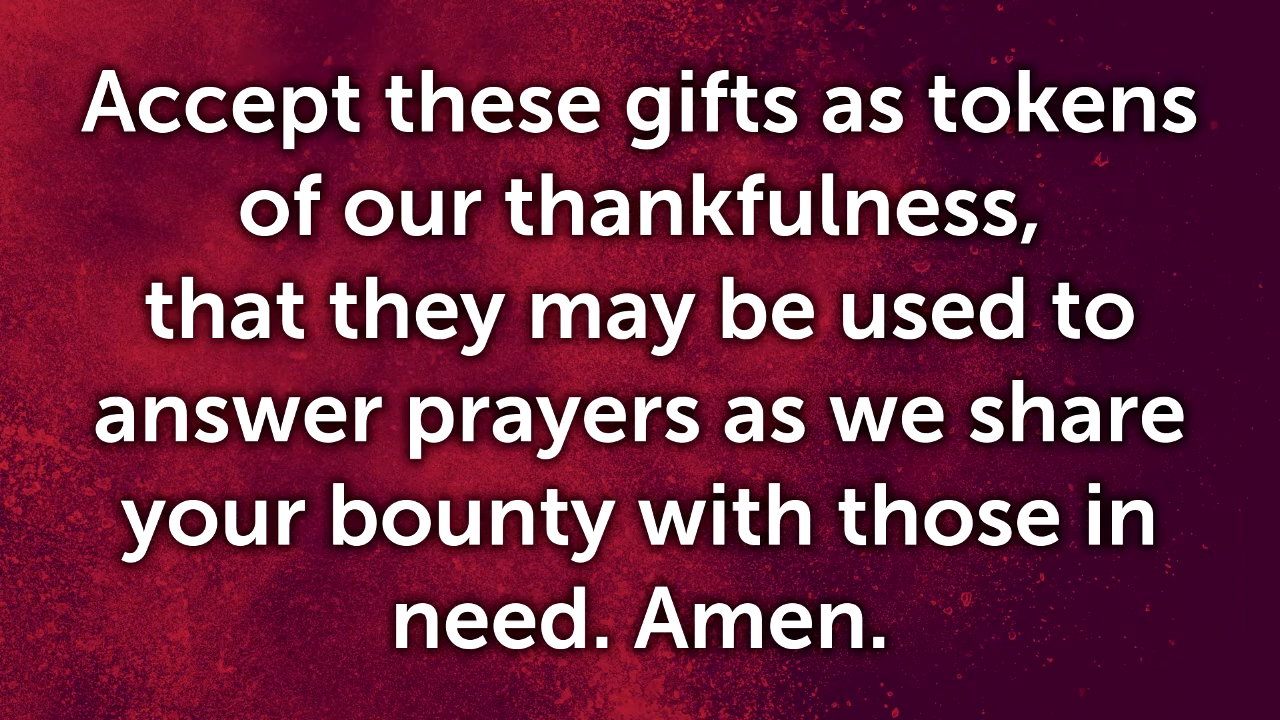 Accept these gifts as tokens
of our thankfulness,
that they may be used to
answer prayers as we share
your bounty with those in
need. Amen.